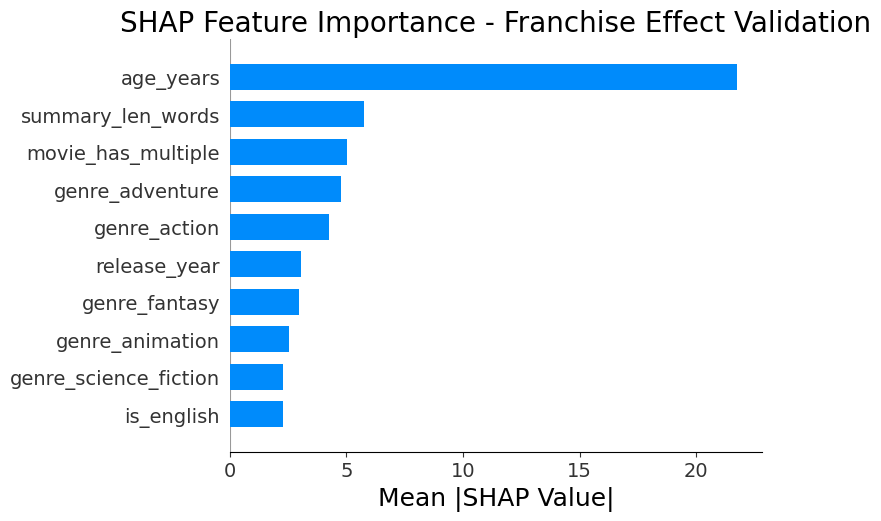 SHAP Feature Importance - Franchise Effect Validation
age_years
summary_len_words
movie_has_multiple
genre_adventure
genre_action
release_year
genre_fantasy
genre_animation
genre_science_fiction
is_english
0 5 10 15 20
Mean |SHAP Value|